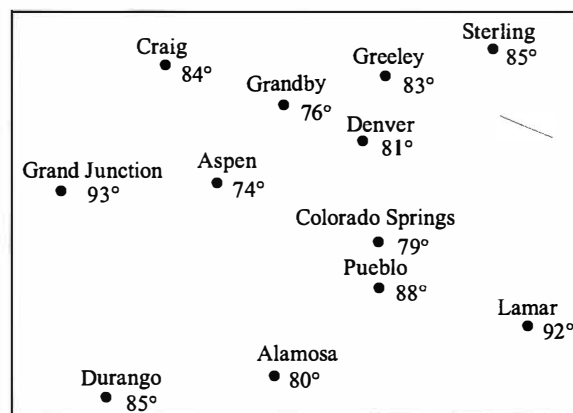 Sterling
85°
Craig
84°
Greeley
83°
Grandby
76°
Denver
81°
Aspen
74°
Grand Junction
93°
Colorado Springs
79°
Pueblo
88°
Lamar
92°
Alamosa
80°
Durango
85°